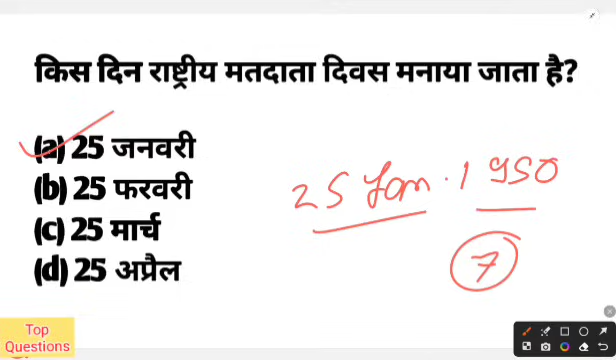 किस दिन राष्ट्रीय मतदाता दिवस मनाया जाता है?
(a) 25 जनवरी
(b) 25 फरवरी
(c) 25 मार्च
(d) 25 अप्रैल
25 Jan. 1950
7
Top
Questions